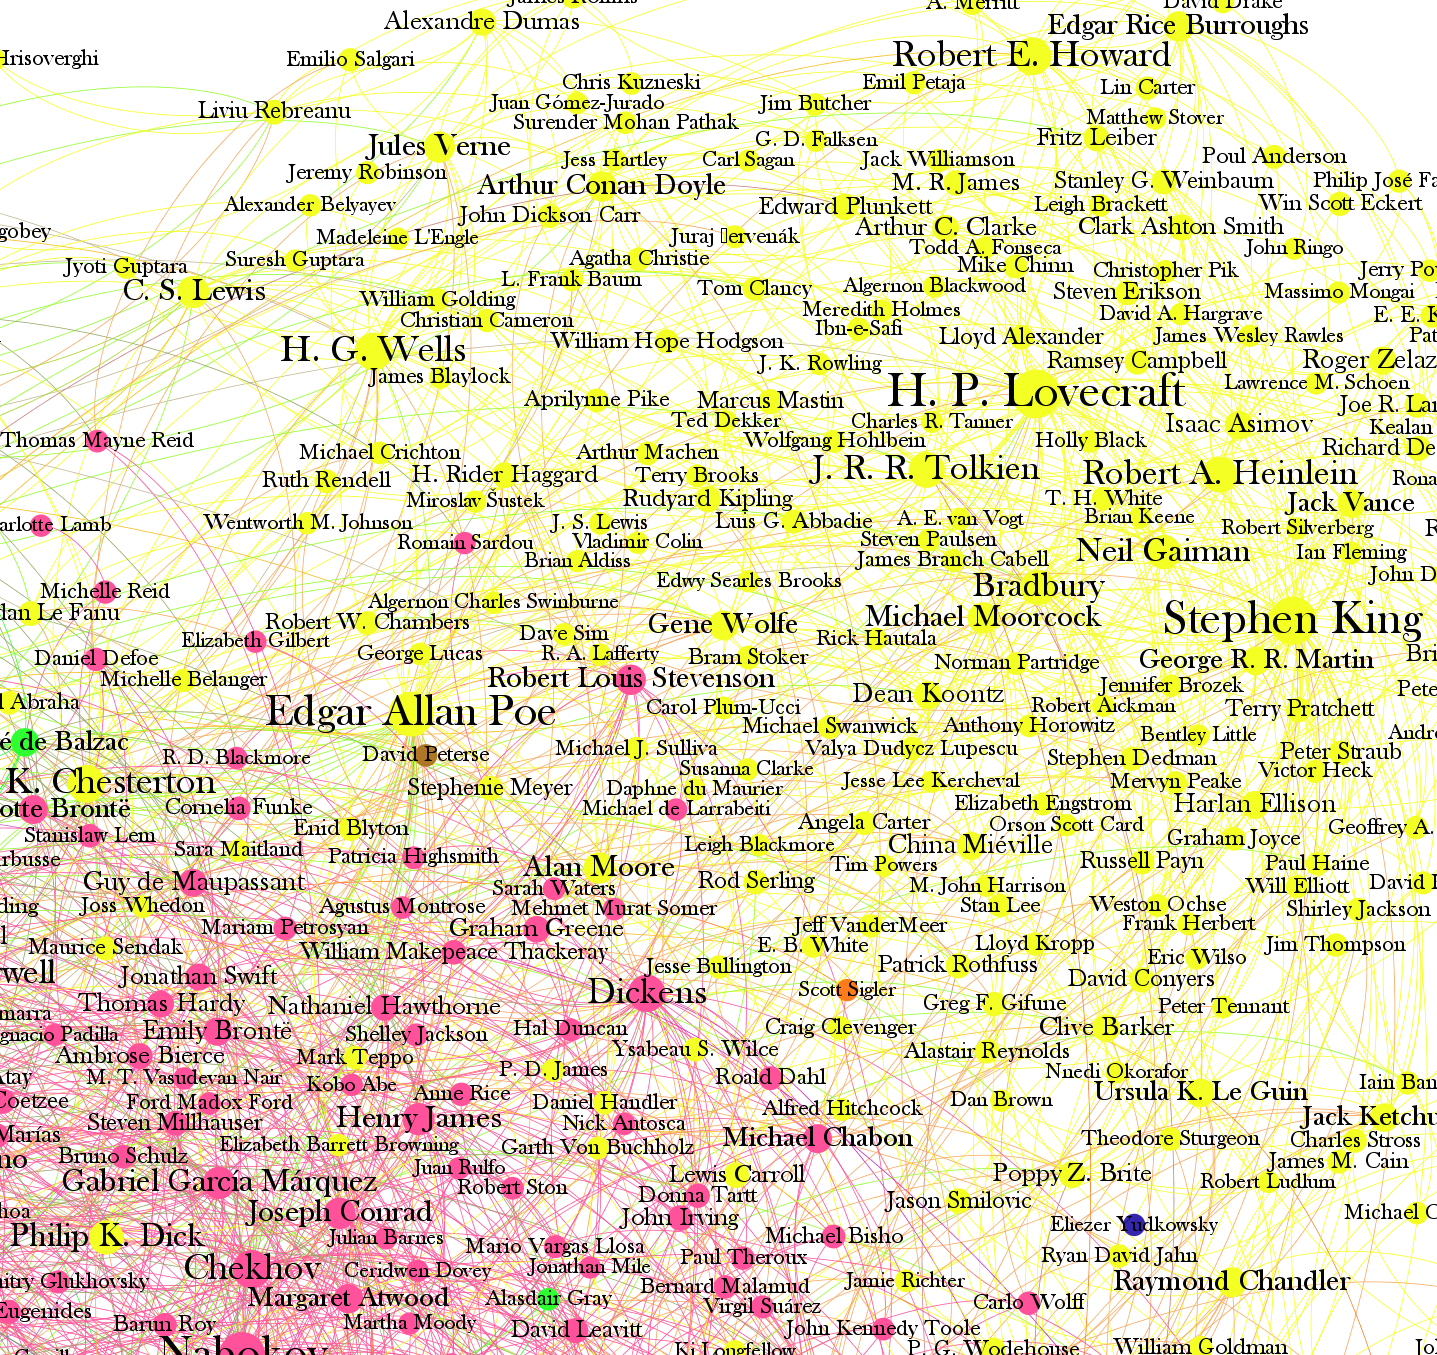 Alexandre Dumas
A. Merritt
David Drake
Edgar Rice Burroughs
Robert E. Howard
Hrisoverghi
Emilio Salgari
Chris Kuzneski
Emil Petaja
Lin Carter
Liviu Rebreanu
Juan Gómez-Jurado
Jim Butcher
Surender Mohan Pathak
Matthew Stover
Jules Verne
G. D. Falksen
Fritz Leiber
Jess Hartley
Carl Sagan
Jack Williamson
Poul Anderson
Jeremy Robinson
Arthur Conan Doyle
M. R. James
Stanley G. Weinbaum
Philip José Fa
Alexander Belyayev
John Dickson Carr
Edward Plunkett
Leigh Brackett
Win Scott Eckert
gobey
Madeleine L'Engle
Juraj ▯ervenák
Arthur C. Clarke
Clark Ashton Smith
Todd A. Fonseca
John Ringo
Jyoti Guptara
Suresh Guptara
Agatha Christie
Mike Chinn
Christopher Pik
Jerry Po
C. S. Lewis
L. Frank Baum
Tom Clancy
Algernon Blackwood
Steven Erikson
Massimo Mongai
William Golding
Meredith Holmes
David A. Hargrave
E. E. K
Christian Cameron
Ibn-e-Safi
H. G. Wells
William Hope Hodgson
Lloyd Alexander
James Wesley Rawles
Pat
J. K. Rowling
Ramsey Campbell
Roger Zelaz
James Blaylock
H. P. Lovecraft
Lawrence M. Schoen
Aprilynne Pike
Marcus Mastin
Joe R. Lan
Ted Dekker
Charles R. Tanner
Isaac Asimov
Kealan
Thomas Mayne Reid
Wolfgang Hohlbein
Holly Black
Richard De
Michael Crichton
Arthur Machen
J. R. R. Tolkien
Robert A. Heinlein
Ruth Rendell
H. Rider Haggard
Terry Brooks
Rona
Miroslav Šustek
Rudyard Kipling
T. H. White
Jack Vance
arlotte Lamb
Wentworth M. Johnson
J. S. Lewis
Luis G. Abbadie
A. E. van Vogt
Brian Keene
Robert Silverberg
R
Romain Sardou
Vladimir Colin
Steven Paulsen
Neil Gaiman
Ian Fleming
Brian Aldiss
James Branch Cabell
John D
Michelle Reid
Edwy Searles Brooks
Bradbury
dan Le Fanu
Algernon Charles Swinburne
Michael Moorcock
Stephen King
Robert W. Chambers
Gene Wolfe
Elizabeth Gilbert
Dave Sim
Rick Hautala
Daniel Defoe
George Lucas
R. A. Lafferty
Bram Stoker
Norman Partridge
George R. R. Martin
Bri
Michelle Belanger
Robert Louis Stevenson
Jennifer Brozek
Pete
l Abraha
Edgar Allan Poe
Carol Plum-Ucci
Dean Koontz
Robert Aickman
Terry Pratchett
Michael Swanwick
Anthony Horowitz
Bentley Little
Andre
é de Balzac
R. D. Blackmore
David Peterse
Michael J. Sulliva
Valya Dudycz Lupescu
Stephen Dedman
Peter Straub
K. Chesterton
Susanna Clarke
Victor Heck
Stephenie Meyer
Daphne du Maurier
Jesse Lee Kercheval
Mervyn Peake
otte Brontë
Cornelia Funke
Michael de Larrabeiti
Elizabeth Engstrom
Harlan Ellison
Stanislaw Lem
Enid Blyton
Angela Carter
Orson Scott Card
Geoffrey A.
rbusse
Sara Maitland
Patricia Highsmith
Leigh Blackmore
China Miéville
Graham Joyce
Guy de Maupassant
Alan Moore
Tim Powers
Russell Payn
Paul Haine
Sarah Waters
Rod Serling
M. John Harrison
Will Elliott
David
ding
Joss Whedon
Agustus Montrose
Mehmet Murat Somer
Stan Lee
Weston Ochse
Shirley Jackson
Mariam Petrosyan
Graham Greene
Jeff VanderMeer
Frank Herbert
l
Maurice Sendak
William Makepeace Thackeray
E. B. White
Lloyd Kropp
Jim Thompson
well
Jonathan Swift
Jesse Bullington
Patrick Rothfuss
Eric Wilso
David Conyers
Thomas Hardy
Nathaniel Hawthorne
Dickens
Scott Sigler
Greg F. Gifune
Peter Tennant
marra
gnacio Padilla
Emily Brontë
Shelley Jackson
Hal Duncan
Craig Clevenger
Clive Barker
Ambrose Bierce
Mark Teppo
Ysabeau S. Wilce
Alastair Reynolds
Atay
M. T. Vasudevan Nair
Kobo Abe
P. D. James
Roald Dahl
Nnedi Okorafor
Iain Ban
Coetzee
Ford Madox Ford
Anne Rice
Daniel Handler
Alfred Hitchcock
Dan Brown
Ursula K. Le Guin
Steven Millhauser
Henry James
Nick Antosca
Jack Ketchu
Marías
Elizabeth Barrett Browning
Garth Von Buchholz
Michael Chabon
Theodore Sturgeon
Charles Stross
no
Bruno Schulz
Juan Rulfo
Lewis Carroll
Poppy Z. Brite
James M. Cain
Gabriel García Márquez
Robert Ston
Donna Tartt
Robert Ludlum
hoa
Joseph Conrad
John Irving
Jason Smilovic
Michael C
Philip K. Dick
Julian Barnes
Mario Vargas Llosa
Michael Bisho
Eliezer Yudkowsky
Chekhov
Ceridwen Dovey
Jonathan Mile
Paul Theroux
Ryan David Jahn
mitry Glukhovsky
Margaret Atwood
Alasdair Gray
Bernard Malamud
Jamie Richter
Raymond Chandler
Eugenides
Barun Roy
Martha Moody
Virgil Suárez
Carlo Wolff
David Leavitt
John Kennedy Toole
Nabokov
Ki Longfellow
P. G. Wodehouse
William Goldman
Jo